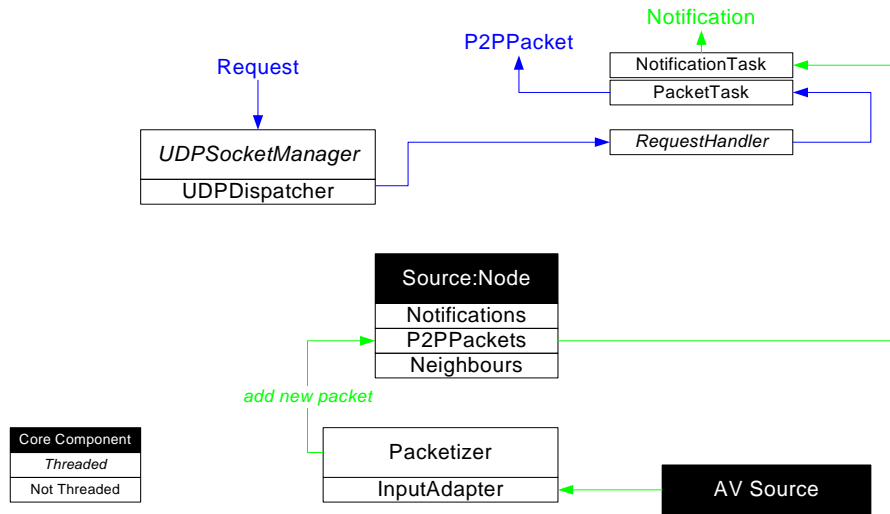 Notification
P2PPacket
NotificationTask
Request
PacketTask
UDPSocketManager
RequestHandler
UDPDispatcher
Source:Node
Notifications
P2PPackets
Neighbours
add new packet
Core Component
Threaded
Not Threaded
Packetizer
InputAdapter
AV Source